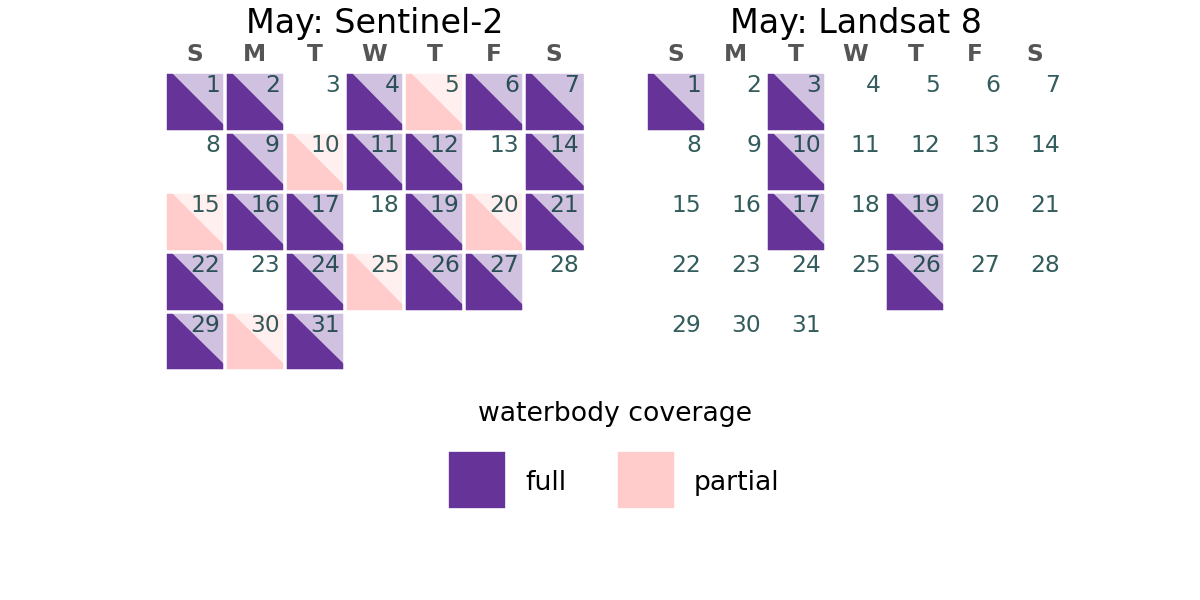 May: Sentinel-2
S M T W T F S
1 2 3 4 5 6 7
8 9 10 11 12 13 14
15 16 17 18 19 20 21
22 23 24 25 26 27 28
29 30 31
May: Landsat 8
S M T W T F S
1 2 3 4 5 6 7
8 9 10 11 12 13 14
15 16 17 18 19 20 21
22 23 24 25 26 27 28
29 30 31
waterbody coverage
full partial